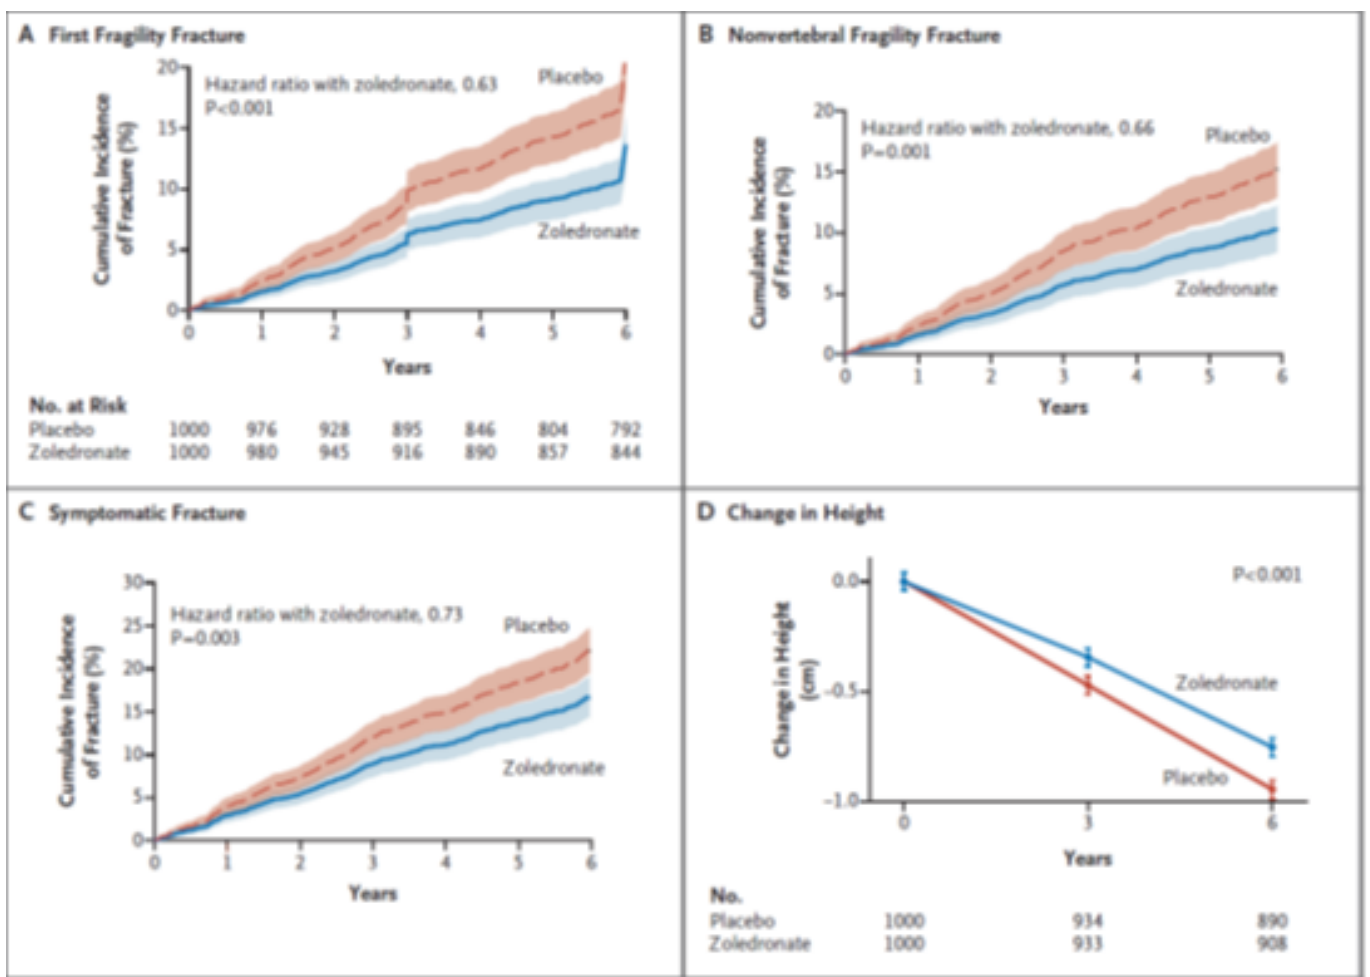 A First Fragility Fracture
Hazard ratio with zoledronate, 0.63
P<0.001
Placebo
Zoledronate
Cumulative Incidence
of Fracture (%)
20
15
10
5
0
0 1 2 3 4 5 6
Years
No. at Risk
Placebo 1000 976 928 895 846 804 792
Zoledronate 1000 980 945 916 890 857 844
B Nonvertebral Fragility Fracture
Hazard ratio with zoledronate, 0.66
P=0.001
Placebo
Zoledronate
Cumulative Incidence
of Fracture (%)
20
15
10
5
0
0 1 2 3 4 5 6
Years
C Symptomatic Fracture
Hazard ratio with zoledronate, 0.73
P=0.003
Placebo
Zoledronate
Cumulative Incidence
of Fracture (%)
30
25
20
15
10
5
0
0 1 2 3 4 5 6
Years
D Change in Height
P<0.001
Zoledronate
Placebo
Change in Height
(cm)
0.0
-0.5
-1.0
0 3 6
Years
No.
Placebo 1000 934 890
Zoledronate 1000 933 908